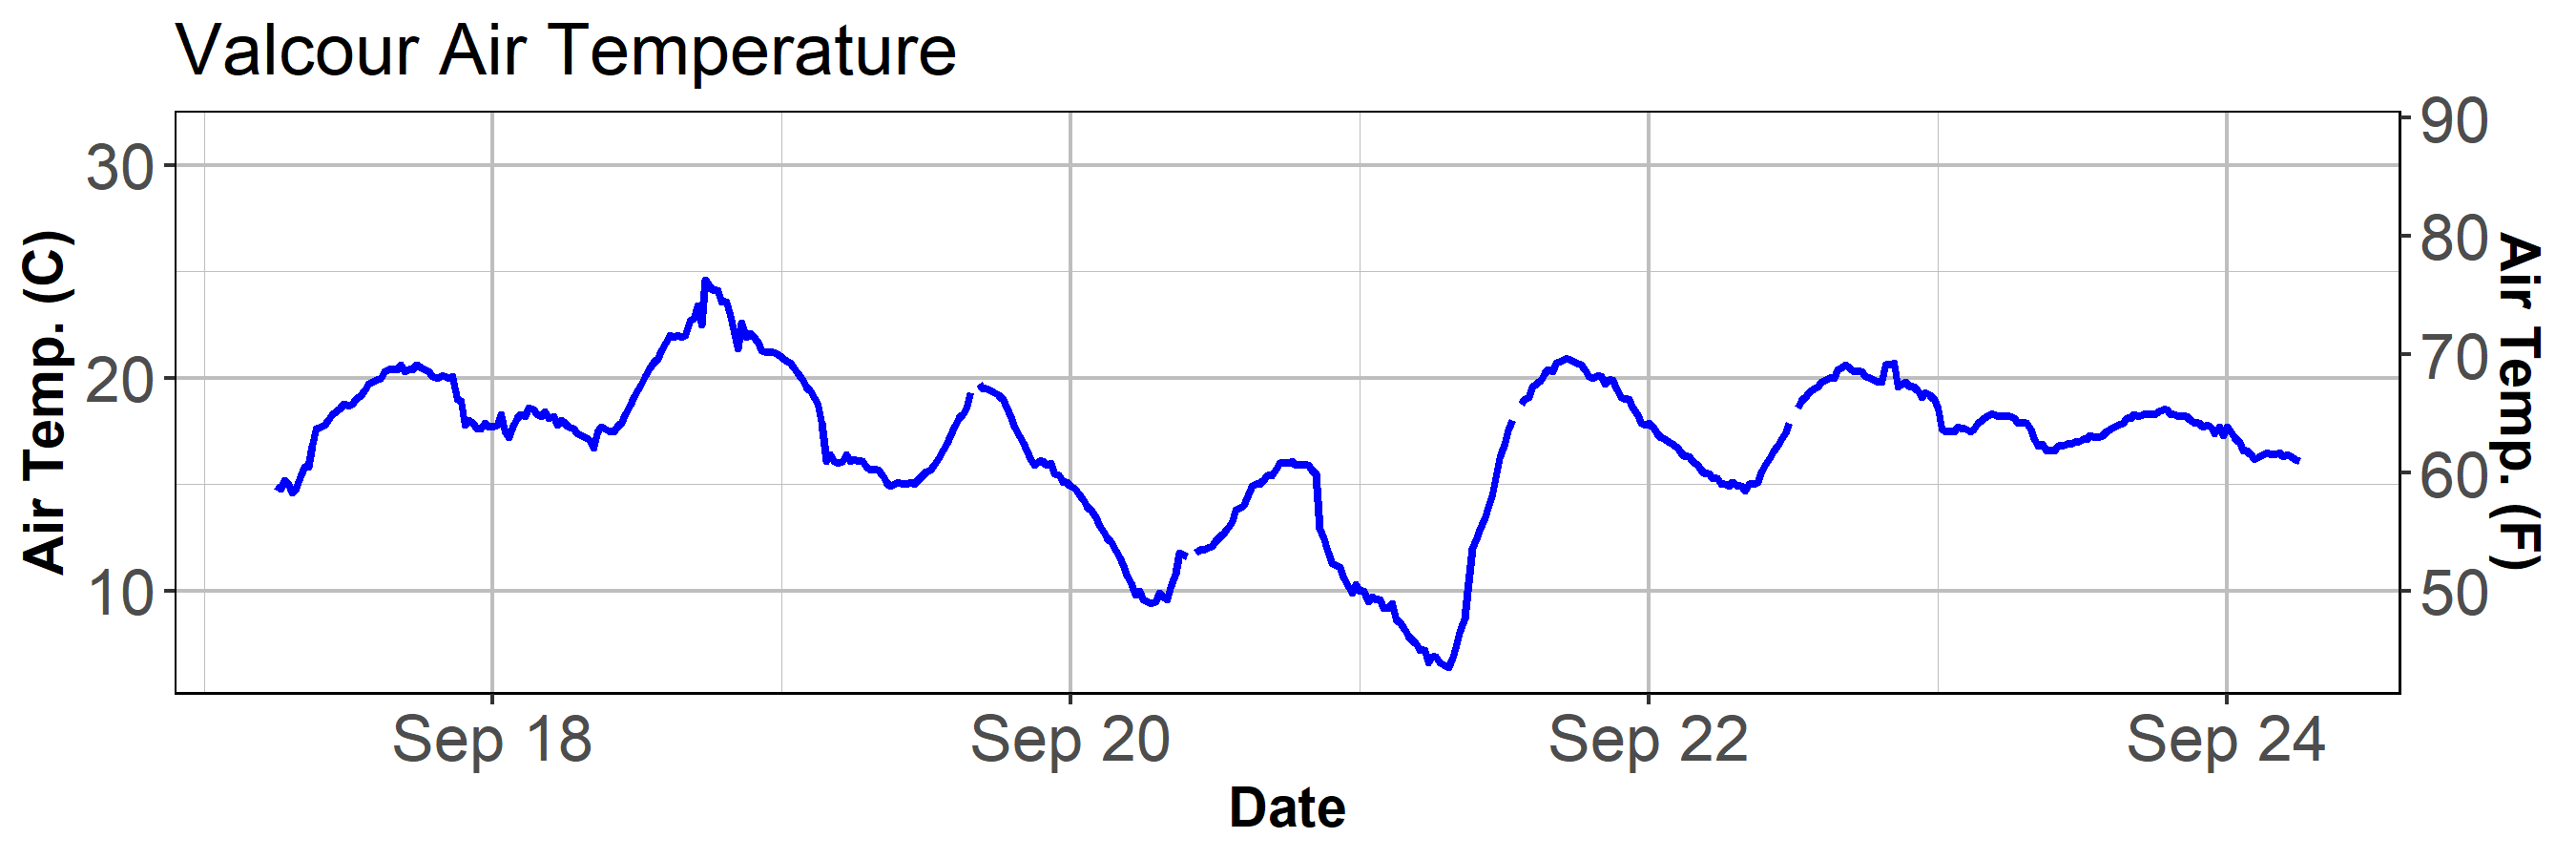 Valcour Air Temperature
Air Temp. (C)
30
20
10
90
80
70
60
50
Air Temp. (F)
Sep 18
Sep 20
Sep 22
Sep 24
Date